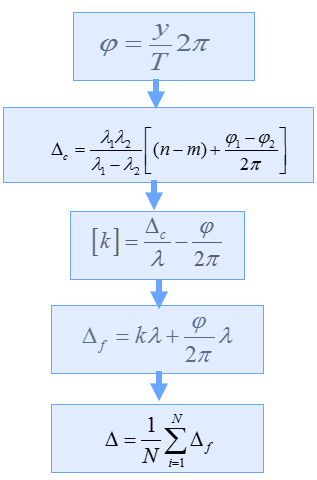 φ = y/T 2π
Δ_c = λ₁λ₂/(λ₁ − λ₂) [(n − m) + (φ₁ − φ₂)/2π]
[k] = Δ_c/λ − φ/2π
Δ_f = kλ + φ/2π λ
Δ = 1/N ∑_{i=1}^{N} Δ_f